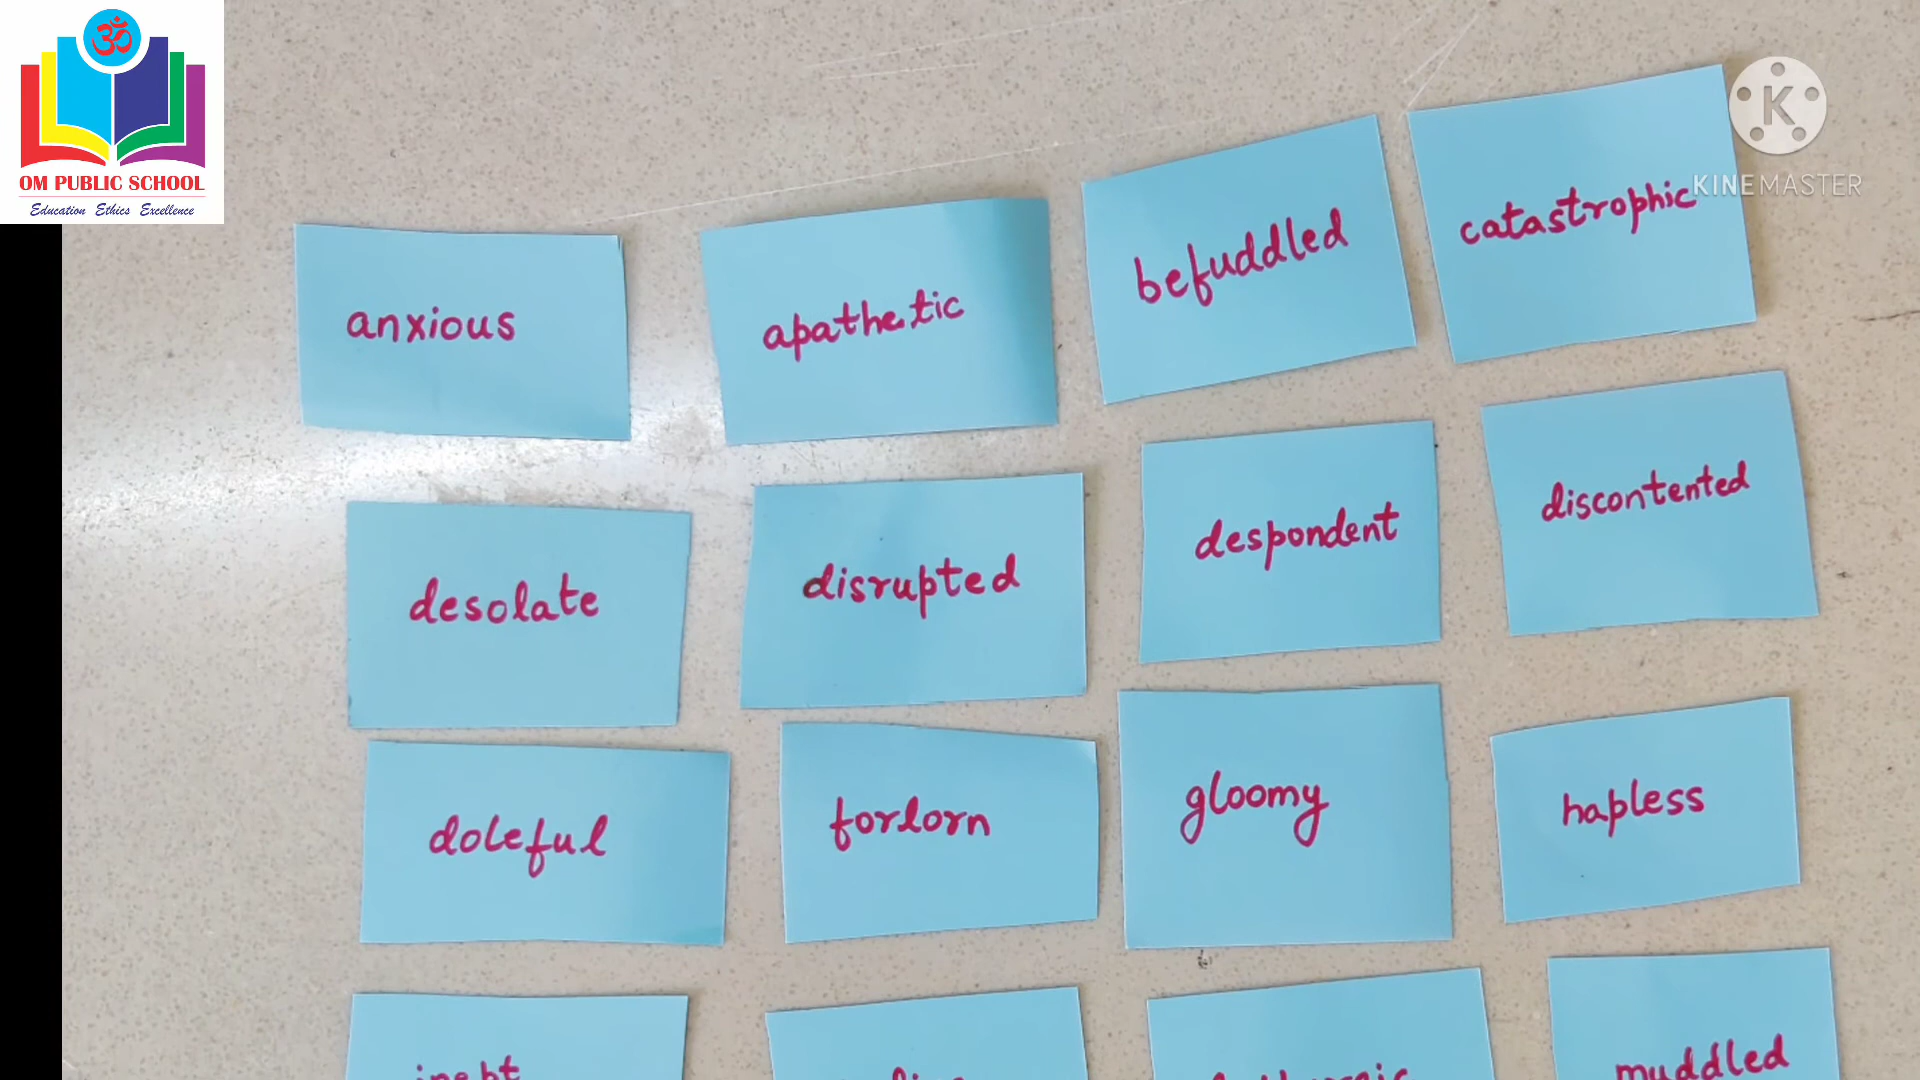 ॐ
OM PUBLIC SCHOOL
Education Ethics Excellence
K
KINEMASTER
anxious
apathetic
befuddled
catastrophic
desolate
disrupted
despondent
discontented
doleful
forlorn
gloomy
hapless
muddled